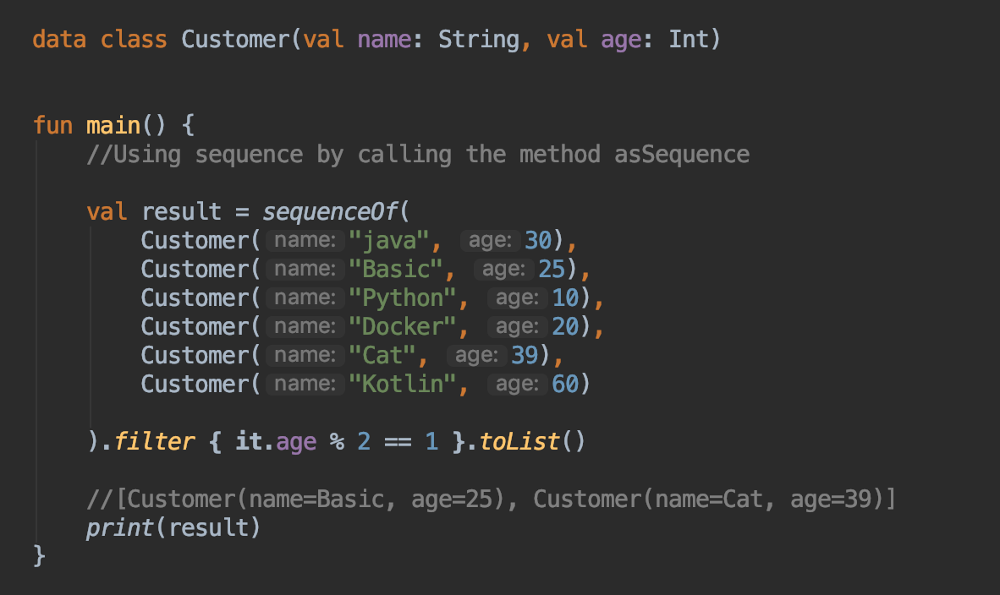 data class Customer(val name: String, val age: Int)
fun main() {
//Using sequence by calling the method asSequence
val result = sequenceOf(
Customer( name: "java", age: 30),
Customer( name: "Basic", age: 25),
Customer( name: "Python", age: 10),
Customer( name: "Docker", age: 20),
Customer( name: "Cat", age: 39),
Customer( name: "Kotlin", age: 60)
).filter { it.age % 2 == 1 }.toList()
//[Customer(name=Basic, age=25), Customer(name=Cat, age=39)]
print(result)
}